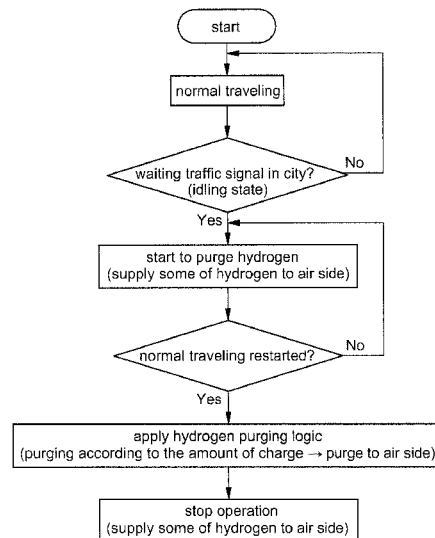 start
normal traveling
waiting traffic signal in city?
(idling state)
No
Yes
start to purge hydrogen
(supply some of hydrogen to air side)
normal traveling restarted?
No
Yes
apply hydrogen purging logic
(purging according to the amount of charge → purge to air side)
stop operation
(supply some of hydrogen to air side)